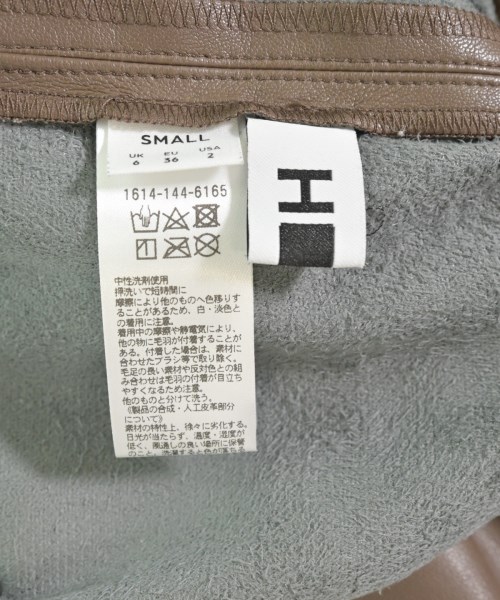 SMALL
UK EU USA
6 36 2
1614-144-6165
中性洗剤使用
押洗いで短時間に
摩擦により他のものへ色移りす
ることがあるため、白・淡色と
の着用に注意。
着用中の摩擦や静電気により、
他の物に毛羽が付着することが
ある。付着した場合は、素材に
合わせたブラシ等で取り除く。
毛足の長い素材や反対色との組
み合わせは毛羽の付着が目立ち
やすくなるため注意。
他のものと分けて洗う。
《製品の合成・人工皮革部分
について》
素材の特性上、徐々に劣化する。
日光が当たらず、温度・湿度が
低く、風通しの良い場所に保管
H